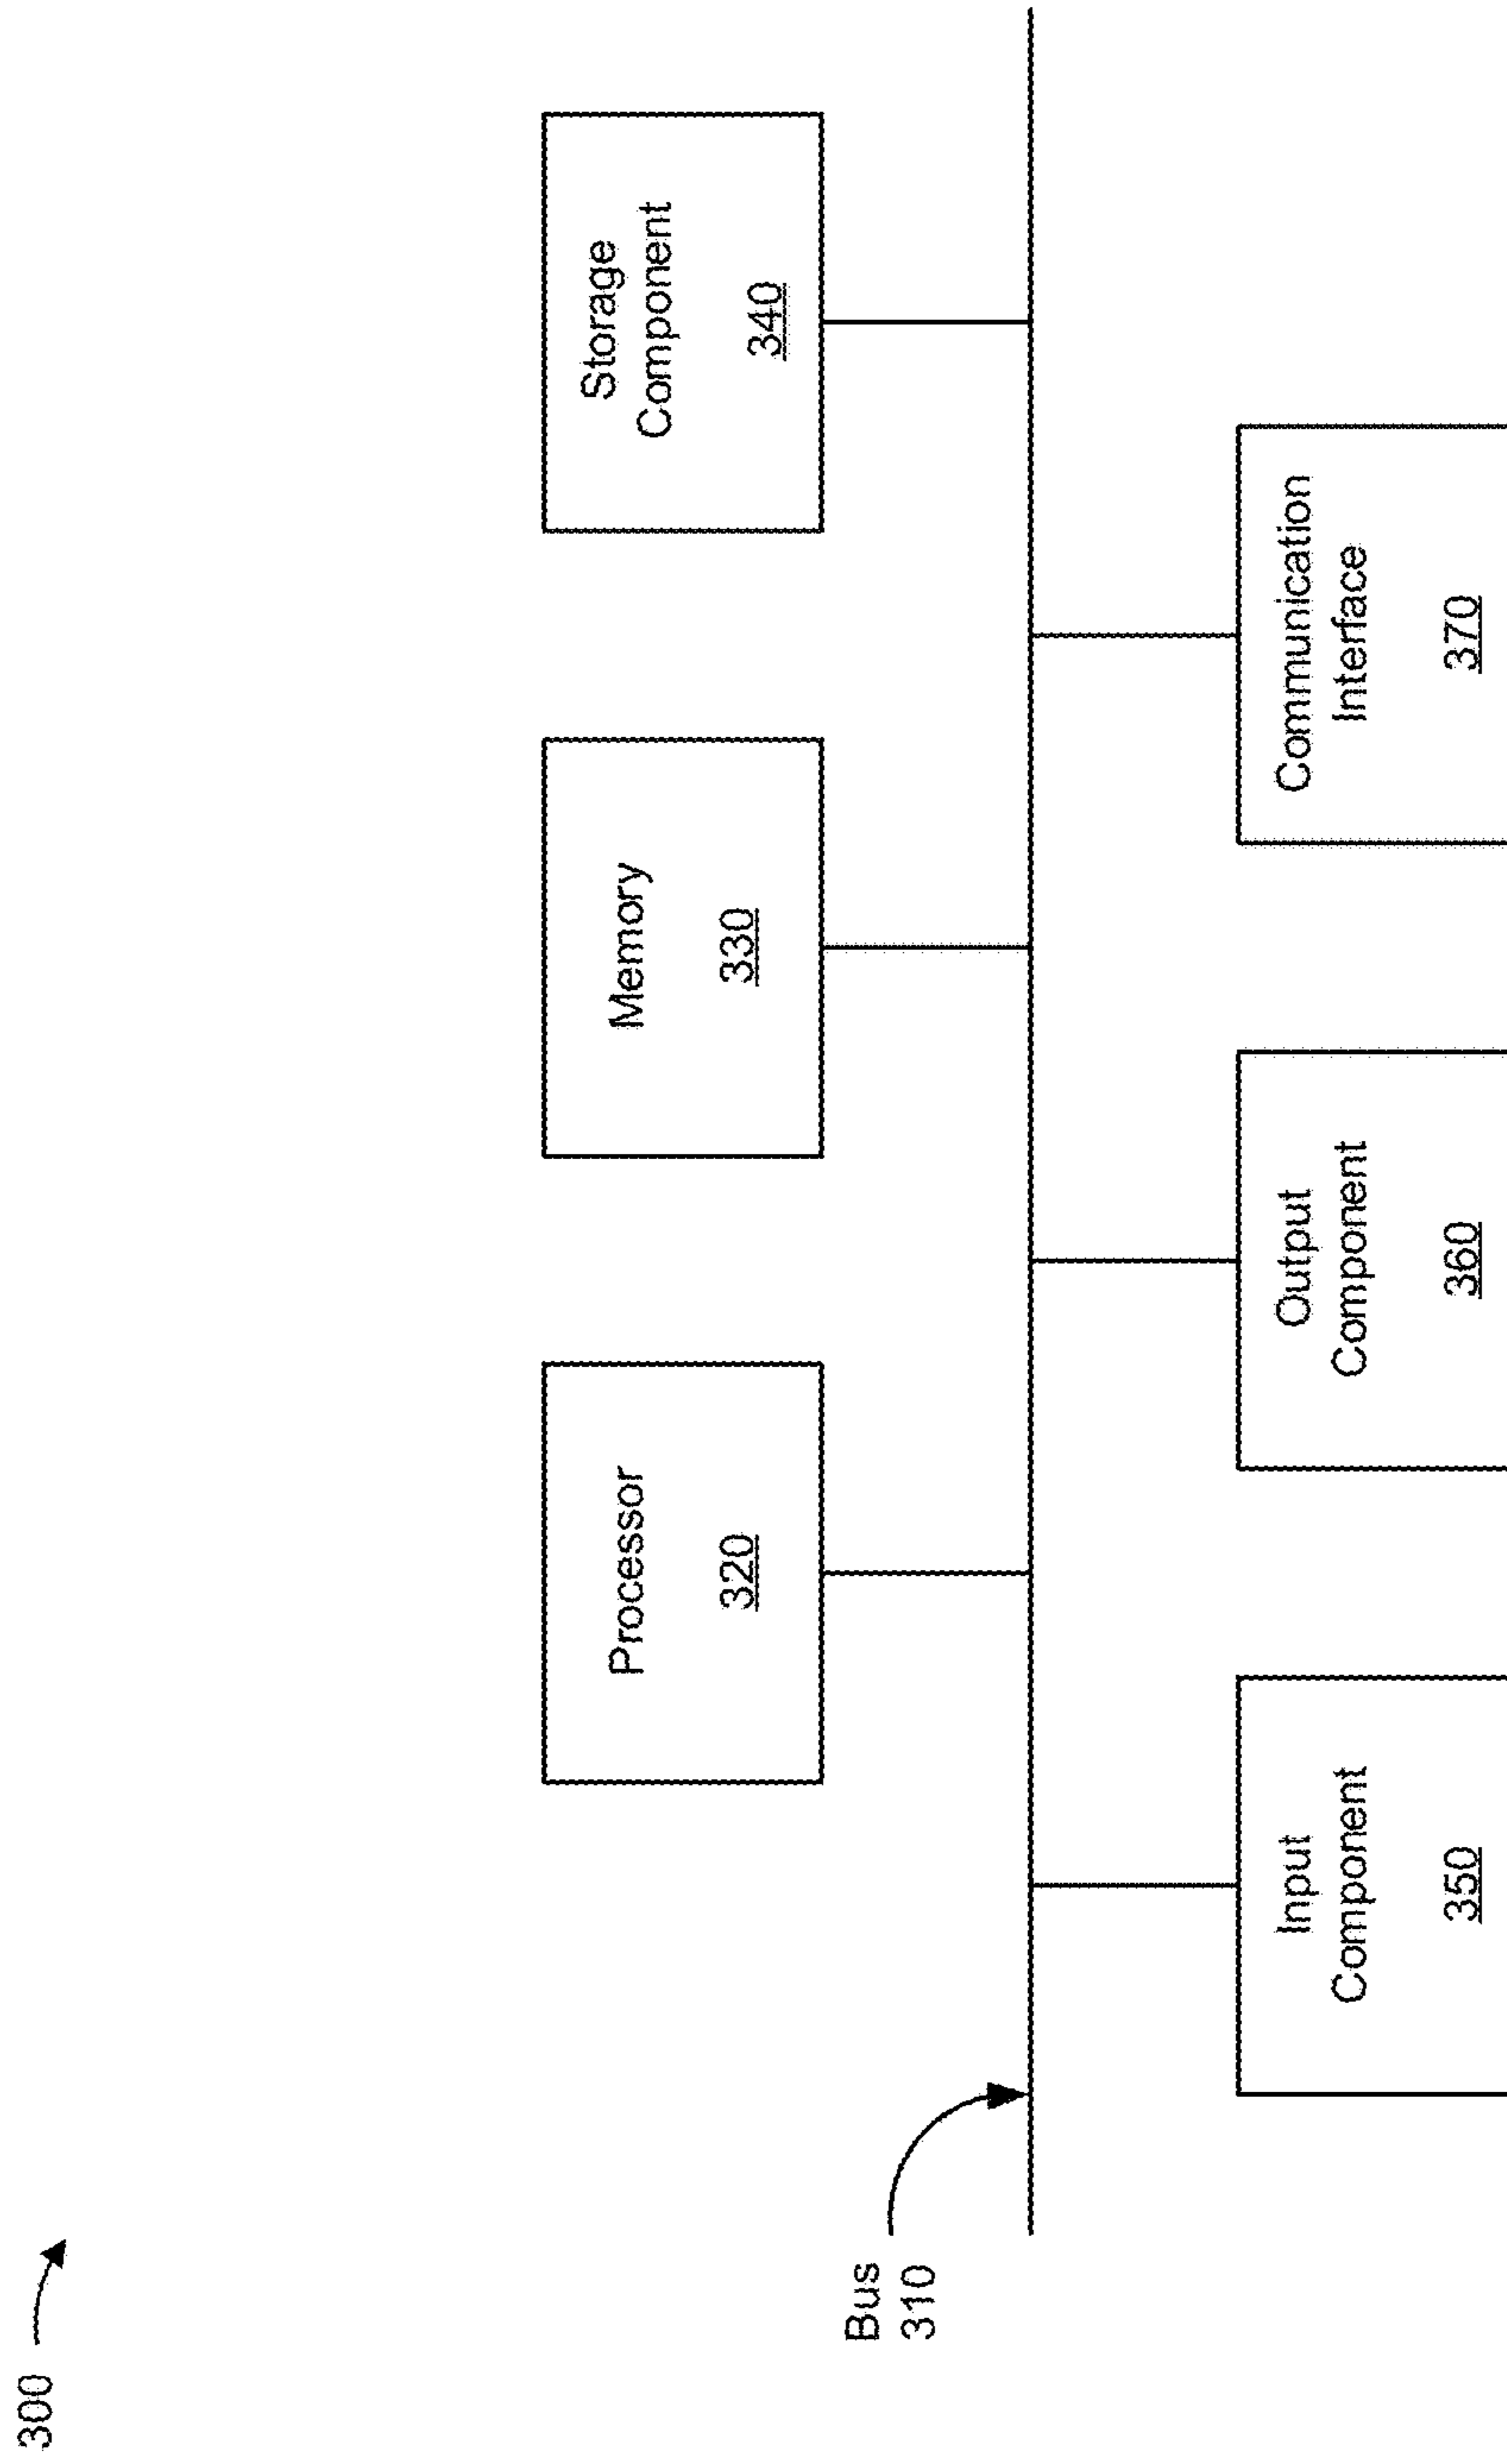 300
Bus
310
Processor
320
Memory
330
Storage
Component
340
Input
Component
350
Output
Component
360
Communication
Interface
370